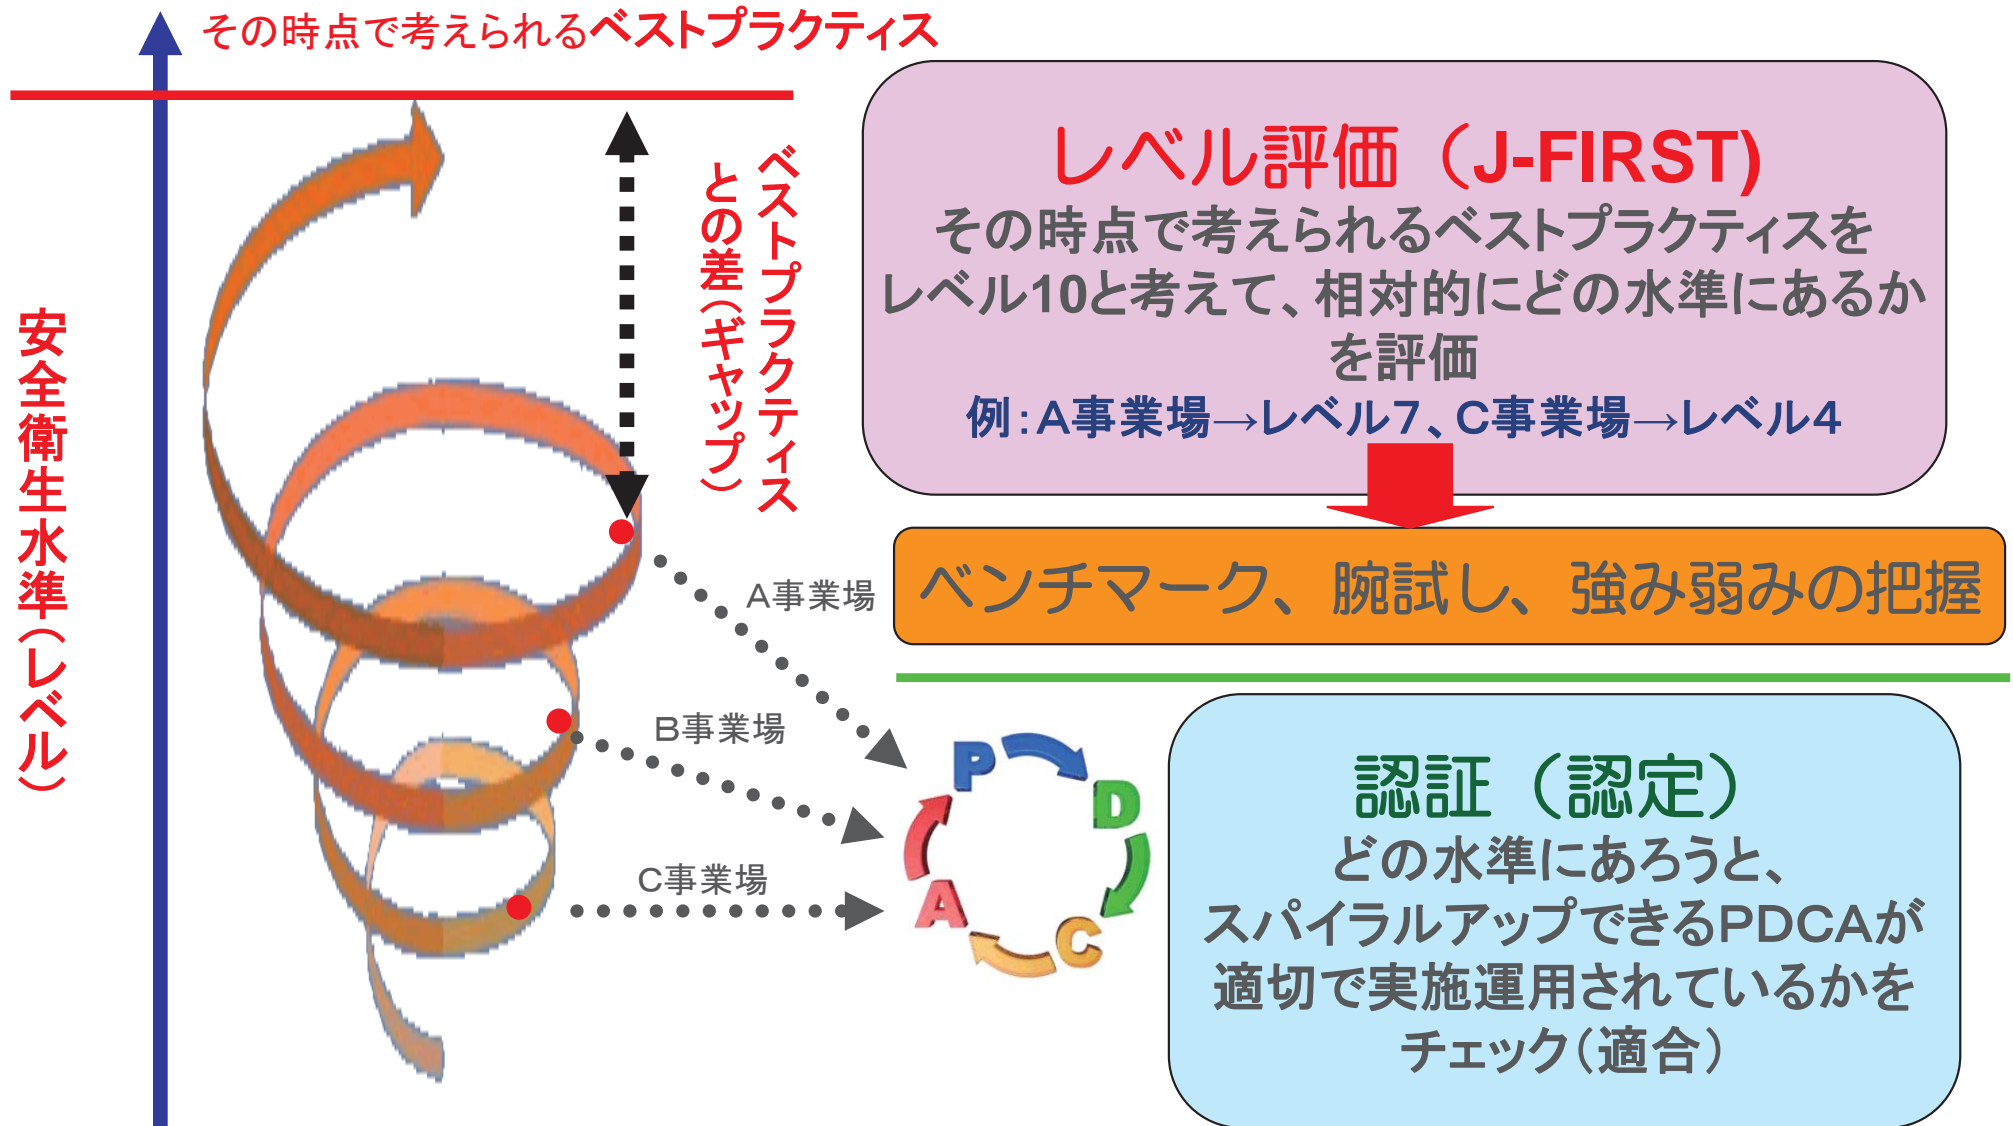 その時点で考えられるベストプラクティス
安全衛生水準（レベル）
ベストプラクティス
との差（ギャップ）
レベル評価（J-FIRST)
その時点で考えられるベストプラクティスを
レベル10と考えて、相対的にどの水準にあるか
を評価
例：A事業場→レベル7、C事業場→レベル4
ベンチマーク、腕試し、強み弱みの把握
A事業場
B事業場
C事業場
P
D
C
A
認証（認定）
どの水準にあろうと、
スパイラルアップできるPDCAが
適切で実施運用されているかを
チェック（適合）